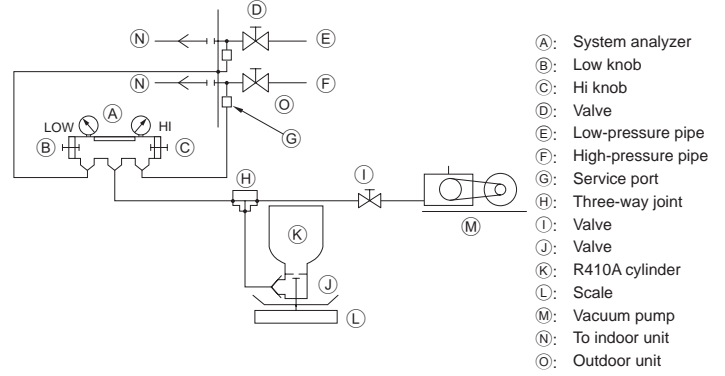 Ⓝ Ⓓ Ⓔ
Ⓝ Ⓕ
Ⓐ Ⓞ
LOW HI
Ⓑ Ⓒ Ⓖ
Ⓗ Ⓘ
Ⓚ Ⓜ
Ⓙ
Ⓛ
Ⓐ: System analyzer
Ⓑ: Low knob
Ⓒ: Hi knob
Ⓓ: Valve
Ⓔ: Low-pressure pipe
Ⓕ: High-pressure pipe
Ⓖ: Service port
Ⓗ: Three-way joint
Ⓘ: Valve
Ⓙ: Valve
Ⓚ: R410A cylinder
Ⓛ: Scale
Ⓜ: Vacuum pump
Ⓝ: To indoor unit
Ⓞ: Outdoor unit